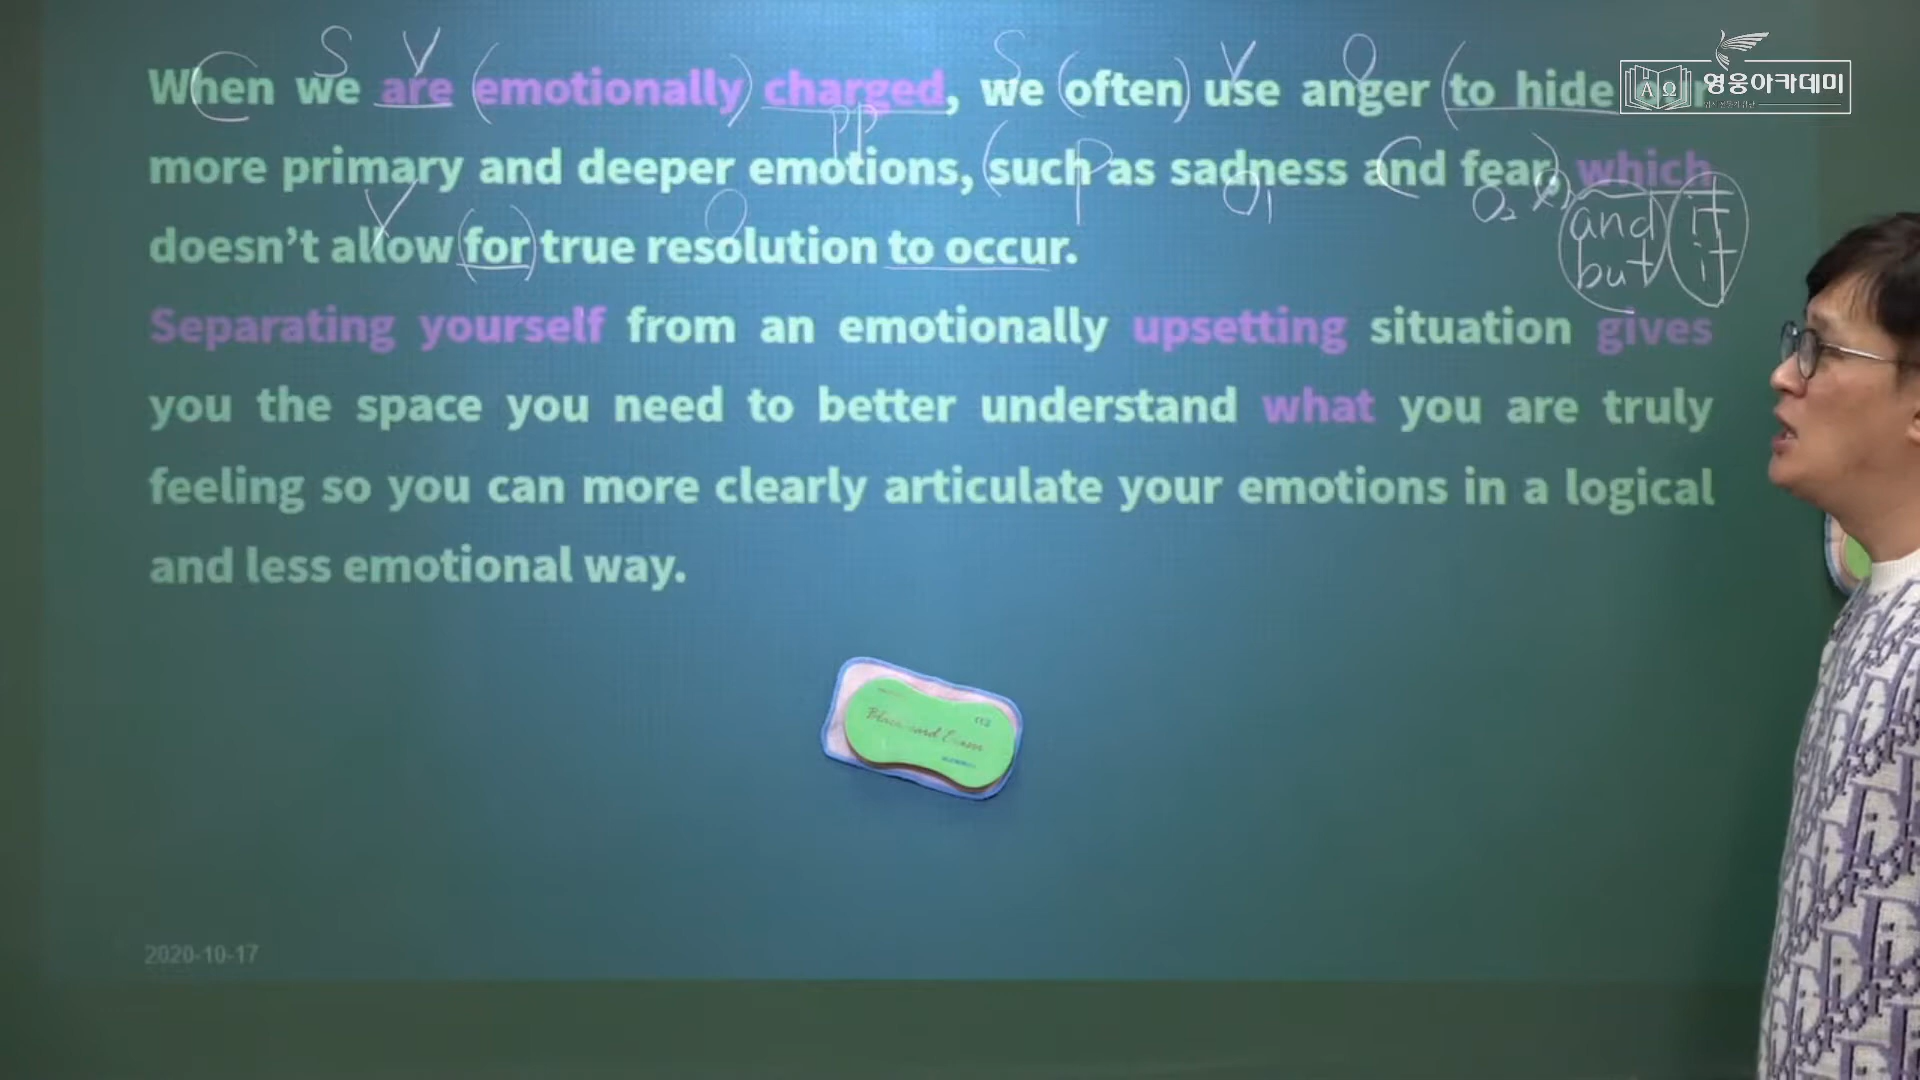 S V S V O
When we are (emotionally) charged, we (often) use anger (to hide
영웅아카데미
A Ω
pp
more primary and deeper emotions, (such as sadness and fear), which
P C
V O O1 O2 and it
doesn't allow (for) true resolution to occur.
but it
Separating yourself from an emotionally upsetting situation gives
you the space you need to better understand what you are truly
feeling so you can more clearly articulate your emotions in a logical
and less emotional way.
2020-10-17